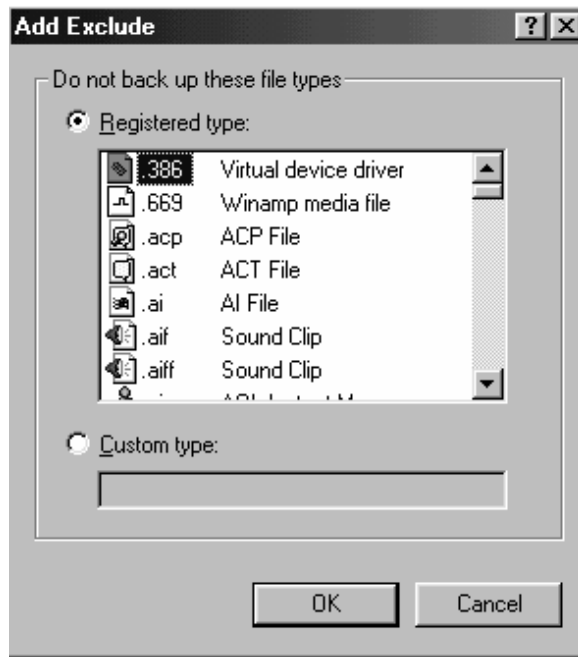 Add Exclude
Do not back up these file types
Registered type:
.386 Virtual device driver
.669 Winamp media file
.acp ACP File
.act ACT File
.ai AI File
.aif Sound Clip
.aiff Sound Clip
Custom type:
OK Cancel